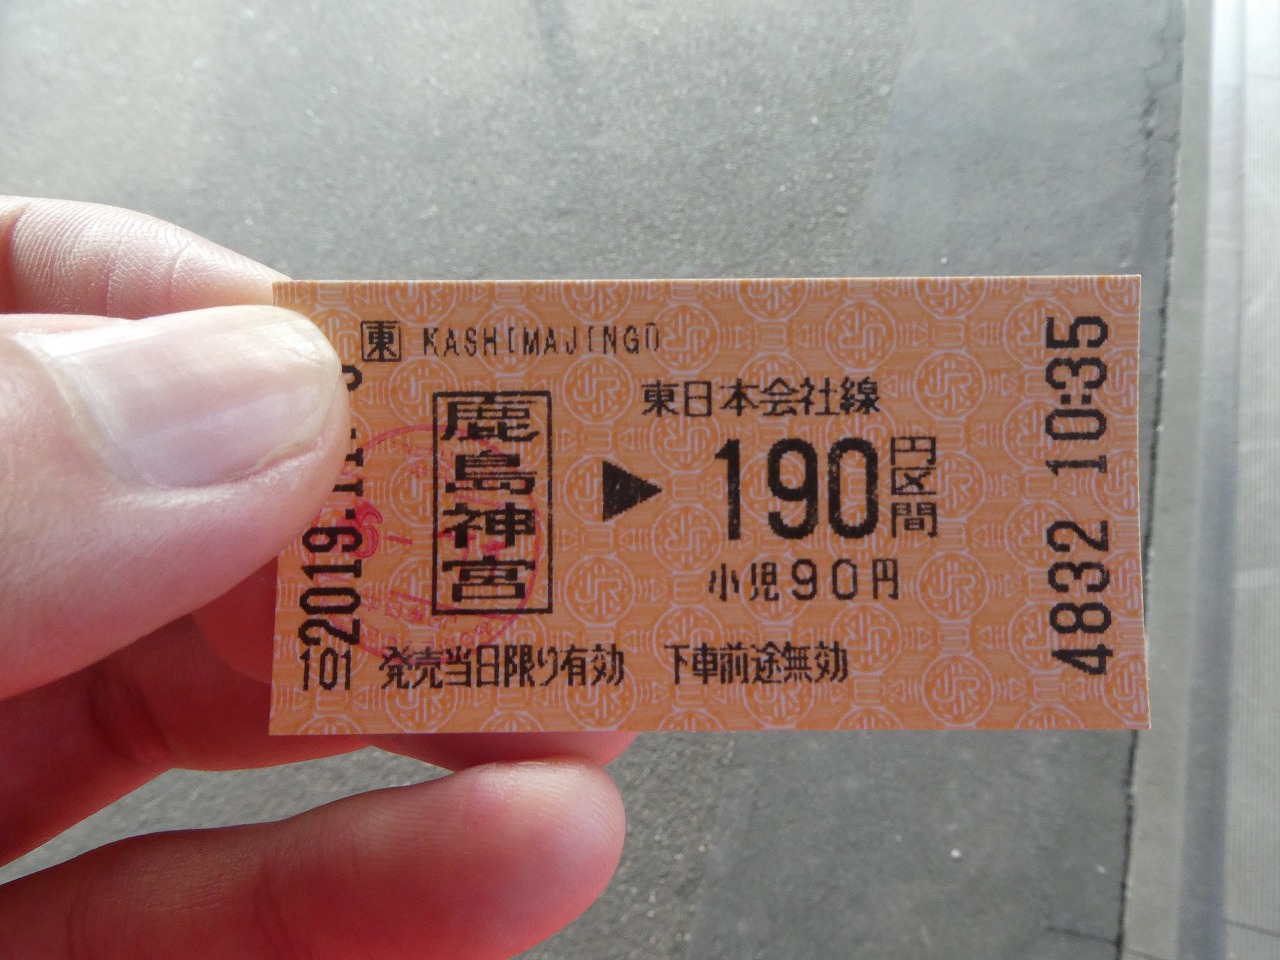 東 KASHIMAJINGU
鹿島神宮
東日本会社線
190円区間
小児90円
101 発売当日限り有効 下車前途無効
4832 10:35